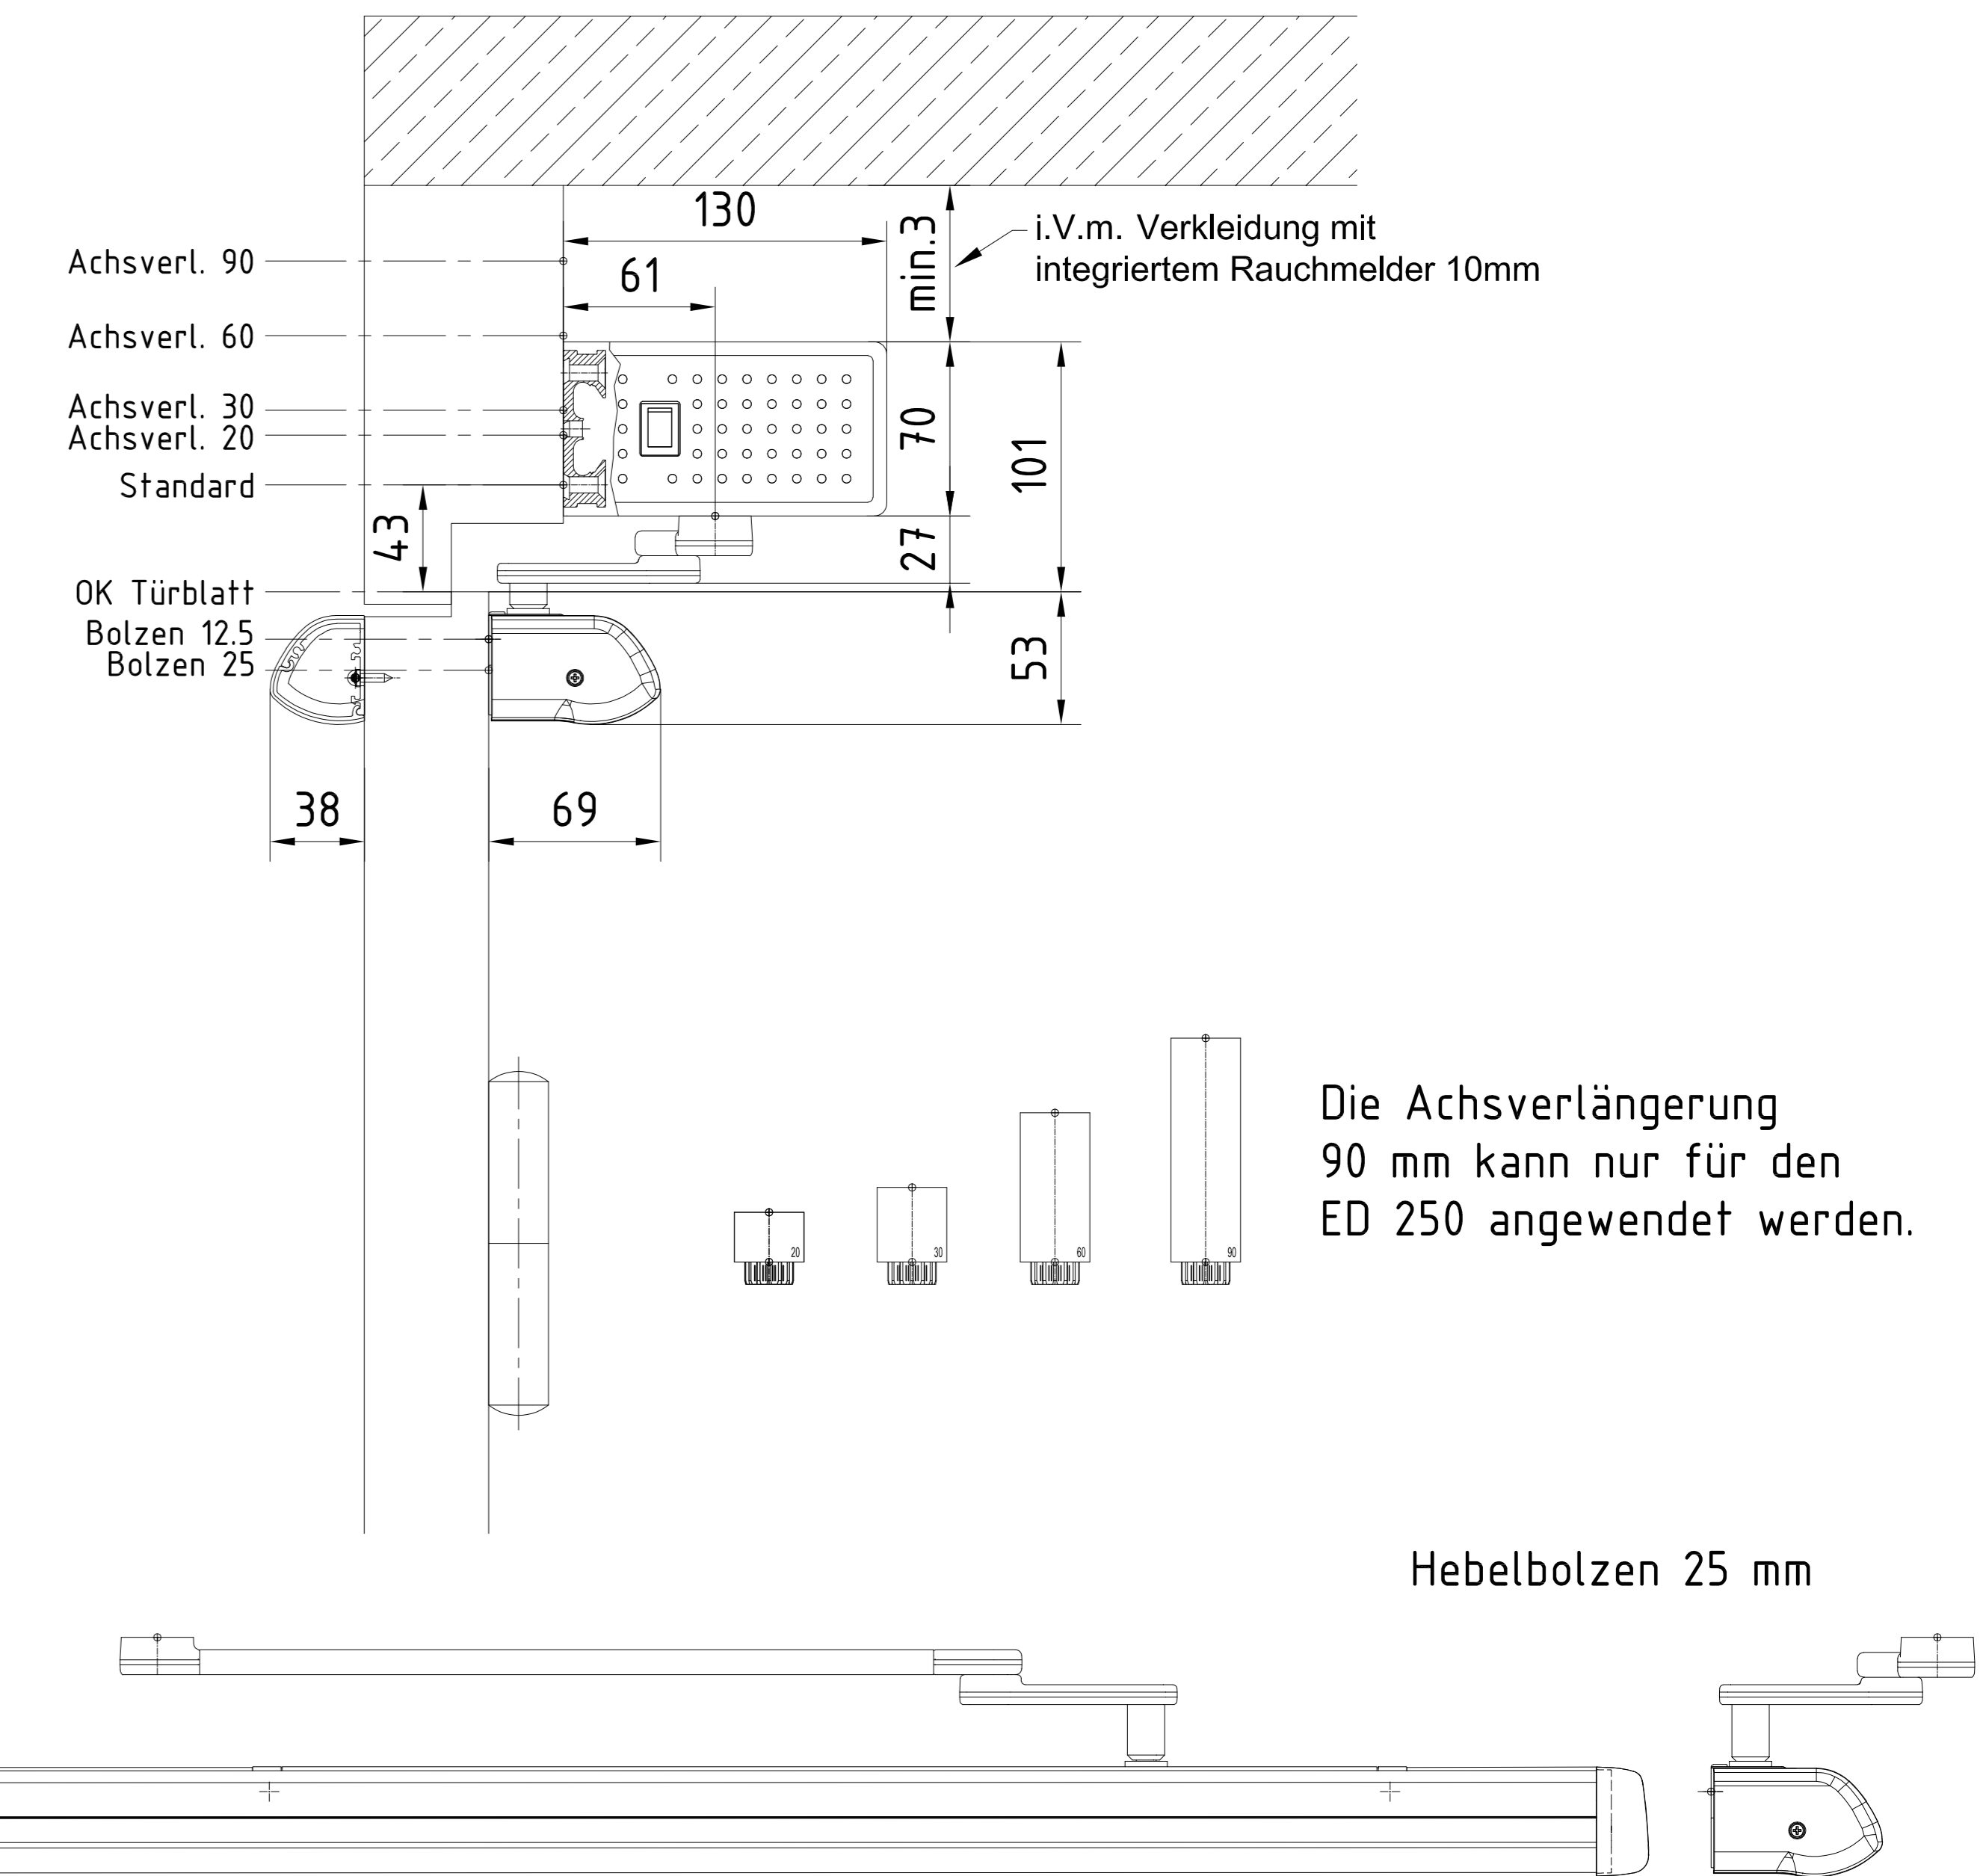 130
min.3
i.V.m. Verkleidung mit
integriertem Rauchmelder 10mm
Achsverl. 90
61
Achsverl. 60
Achsverl. 30
Achsverl. 20
Standard
70
101
43
27
OK Türblatt
Bolzen 12.5
Bolzen 25
53
38
69
Die Achsverlängerung
90 mm kann nur für den
ED 250 angewendet werden.
20
30
60
90
Hebelbolzen 25 mm